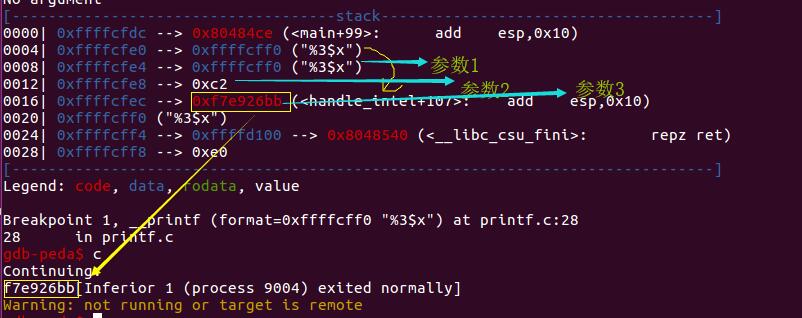 No argument
[------------------------------------stack-------------------------------------]
0000| 0xffffcfdc --> 0x80484ce (<main+99>: add esp,0x10)
0004| 0xffffcfe0 --> 0xffffcff0 ("%3$x")
0008| 0xffffcfe4 --> 0xffffcff0 ("%3$x") 参数1
0012| 0xffffcfe8 --> 0xc2 参数2 参数3
0016| 0xffffcfec --> 0xf7e926bb (<handle_intel+107>: add esp,0x10)
0020| 0xffffcff0 ("%3$x")
0024| 0xffffcff4 --> 0xffffd100 --> 0x8048540 (<__libc_csu_fini>: repz ret)
0028| 0xffffcff8 --> 0xe0
[------------------------------------------------------------------------------]
Legend: code, data, rodata, value
Breakpoint 1, __printf (format=0xffffcff0 "%3$x") at printf.c:28
28 in printf.c
gdb-peda$ c
Continuing.
f7e926bb[Inferior 1 (process 9004) exited normally]
Warning: not running or target is remote